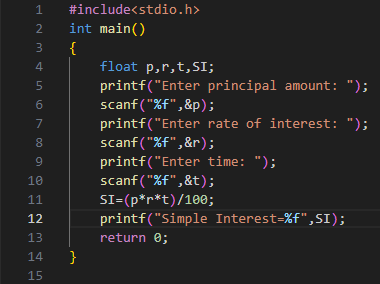 1 #include<stdio.h>
2 int main()
3 {
4 float p,r,t,SI;
5 printf("Enter principal amount: ");
6 scanf("%f",&p);
7 printf("Enter rate of interest: ");
8 scanf("%f",&r);
9 printf("Enter time: ");
10 scanf("%f",&t);
11 SI=(p*r*t)/100;
12 printf("Simple Interest=%f",SI);
13 return 0;
14 }
15